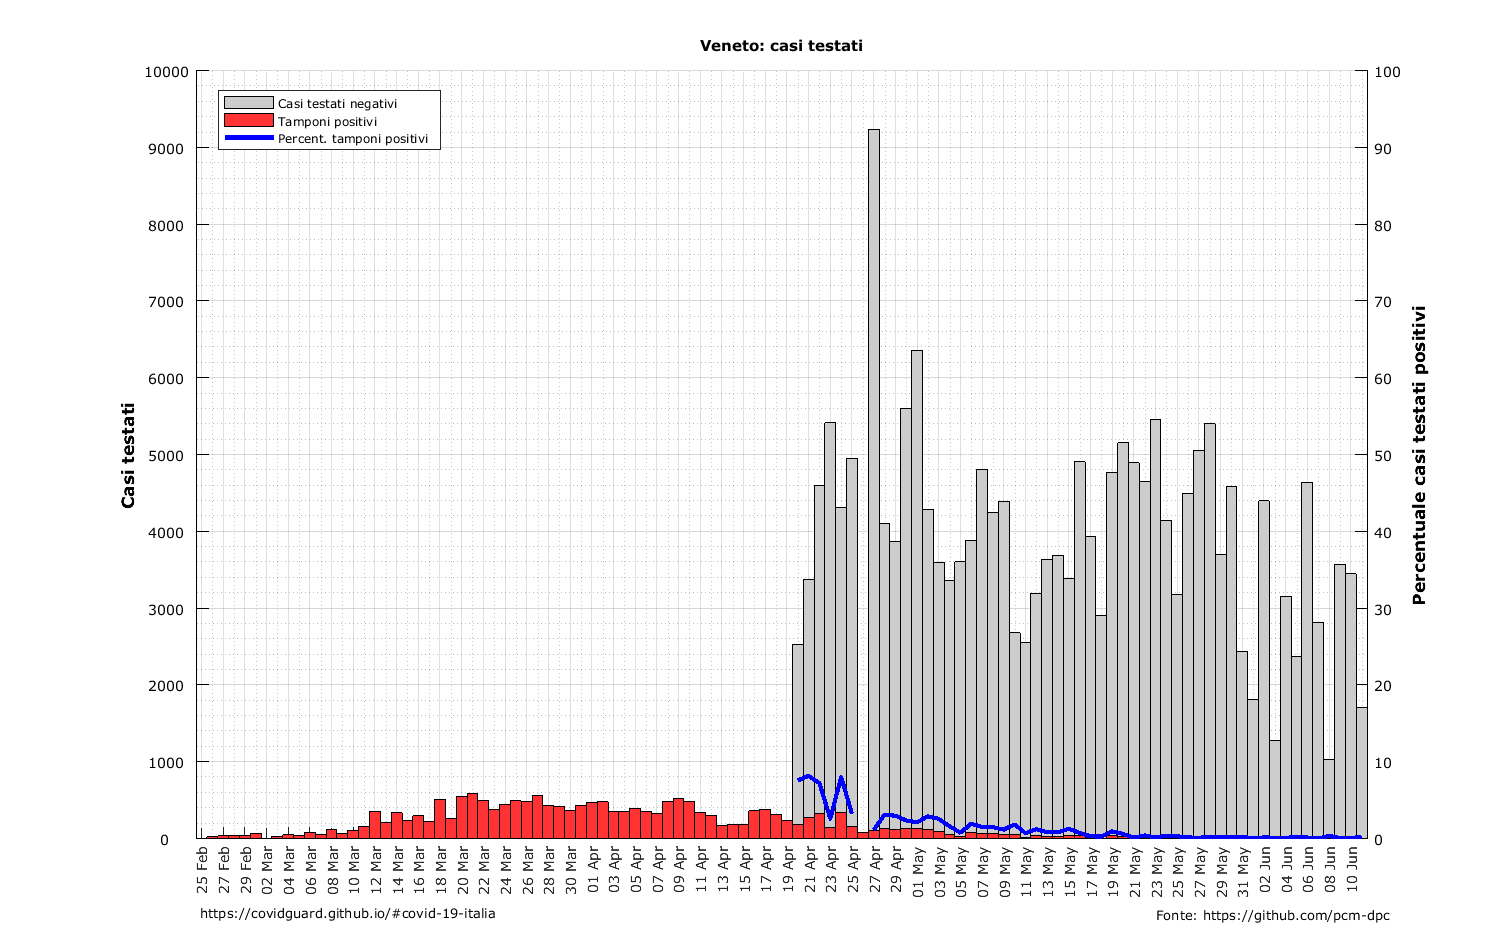 Veneto: casi testati
Casi testati negativi
Tamponi positivi
Percent. tamponi positivi
Casi testati
10000
9000
8000
7000
6000
5000
4000
3000
2000
1000
0
100
90
80
70
60
50
40
30
20
10
0
Percentuale casi testati positivi
25 Feb
27 Feb
29 Feb
02 Mar
04 Mar
06 Mar
08 Mar
10 Mar
12 Mar
14 Mar
16 Mar
18 Mar
20 Mar
22 Mar
24 Mar
26 Mar
28 Mar
30 Mar
01 Apr
03 Apr
05 Apr
07 Apr
09 Apr
11 Apr
13 Apr
15 Apr
17 Apr
19 Apr
21 Apr
23 Apr
25 Apr
27 Apr
29 Apr
01 May
03 May
05 May
07 May
09 May
11 May
13 May
15 May
17 May
19 May
21 May
23 May
25 May
27 May
29 May
31 May
02 Jun
04 Jun
06 Jun
08 Jun
10 Jun
https://covidguard.github.io/#covid-19-italia
Fonte: https://github.com/pcm-dpc